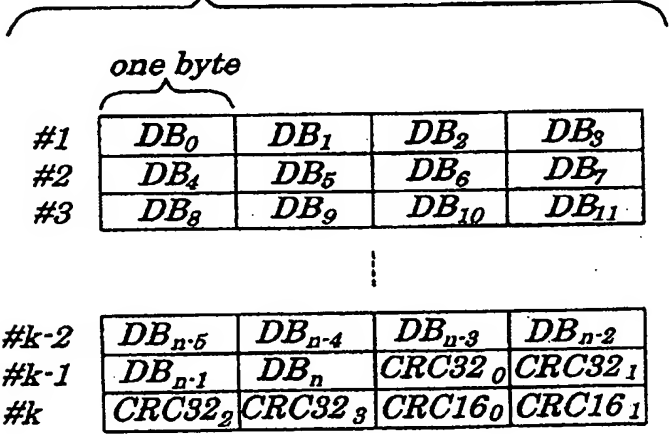 one byte
#1 DB₀ DB₁ DB₂ DB₃
#2 DB₄ DB₅ DB₆ DB₇
#3 DB₈ DB₉ DB₁₀ DB₁₁
#k-2 DBₙ₋₅ DBₙ₋₄ DBₙ₋₃ DBₙ₋₂
#k-1 DBₙ₋₁ DBₙ CRC32₀ CRC32₁
#k CRC32₂ CRC32₃ CRC16₀ CRC16₁